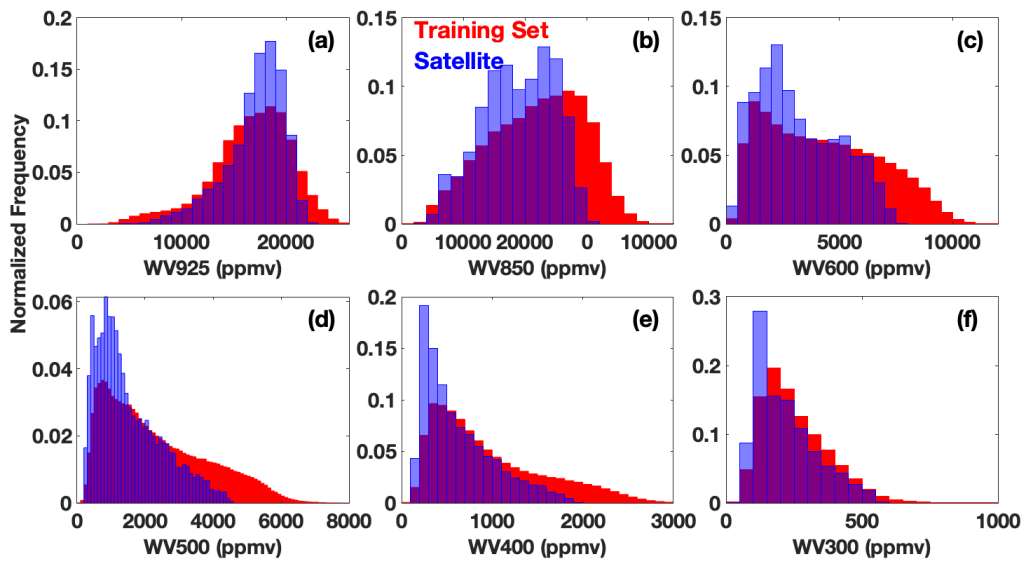 Normalized Frequency
0.2
0.15
0.1
0.05
0
(a)
0 10000 20000
WV925 (ppmv)
0.15
0.1
0.05
0
Training Set
Satellite
(b)
0 10000 20000 0 10000
WV850 (ppmv)
0.15
0.1
0.05
0
(c)
0 5000 10000
WV600 (ppmv)
0.06
0.04
0.02
0
(d)
0 2000 4000 6000 8000
WV500 (ppmv)
0.2
0.15
0.1
0.05
0
(e)
0 1000 2000 3000
WV400 (ppmv)
0.3
0.2
0.1
0
(f)
0 500 1000
WV300 (ppmv)